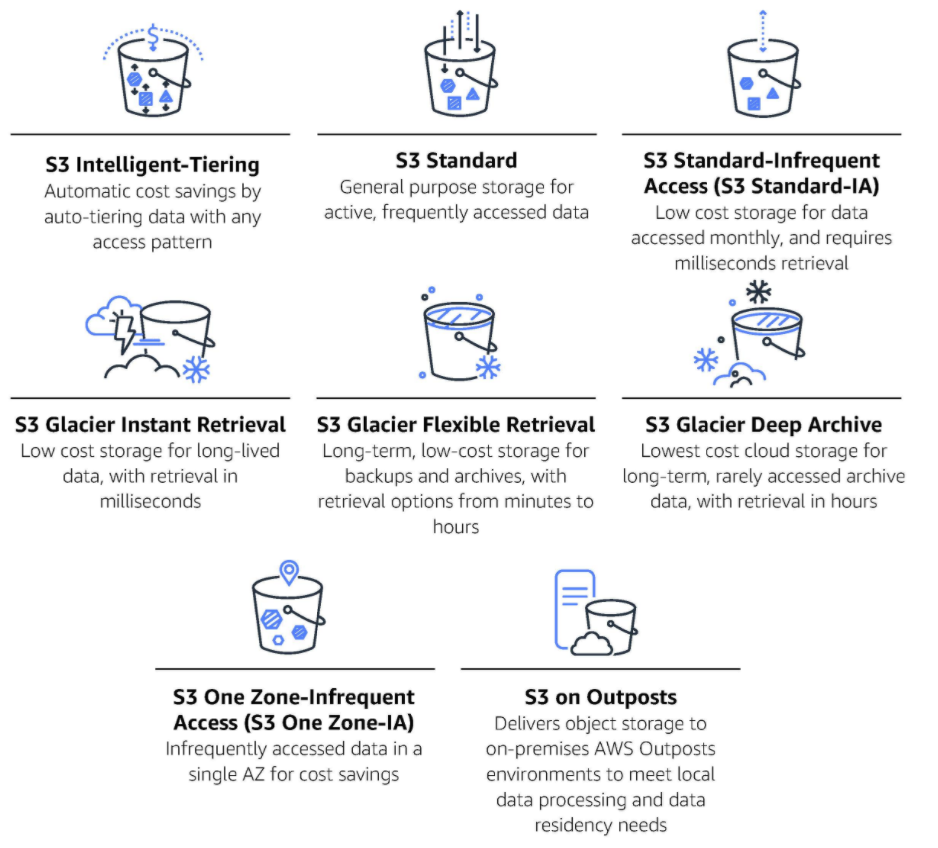 $
S3 Intelligent-Tiering
Automatic cost savings by
auto-tiering data with any
access pattern
S3 Standard
General purpose storage for
active, frequently accessed data
S3 Standard-Infrequent
Access (S3 Standard-IA)
Low cost storage for data
accessed monthly, and requires
milliseconds retrieval
S3 Glacier Instant Retrieval
Low cost storage for long-lived
data, with retrieval in
milliseconds
S3 Glacier Flexible Retrieval
Long-term, low-cost storage for
backups and archives, with
retrieval options from minutes to
hours
S3 Glacier Deep Archive
Lowest cost cloud storage for
long-term, rarely accessed archive
data, with retrieval in hours
S3 One Zone-Infrequent
Access (S3 One Zone-IA)
Infrequently accessed data in a
single AZ for cost savings
S3 on Outposts
Delivers object storage to
on-premises AWS Outposts
environments to meet local
data processing and data
residency needs